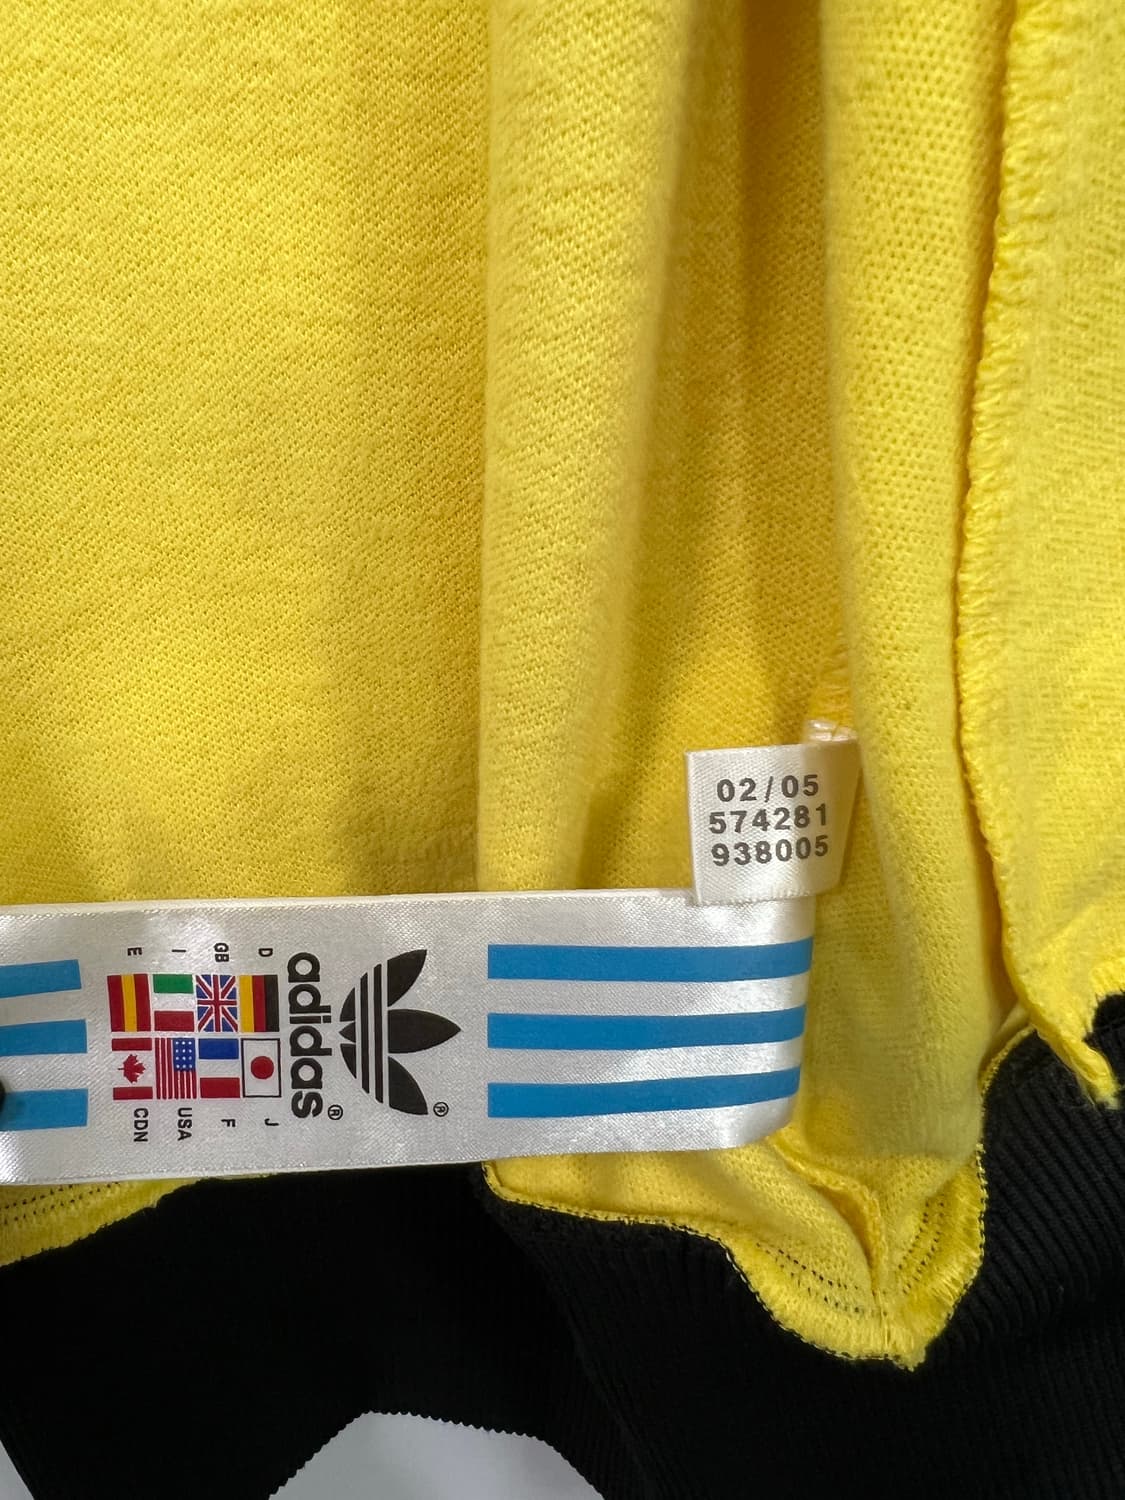 02/05
574281
938005
adidas®
®
D J
GB F
I USA
E CDN